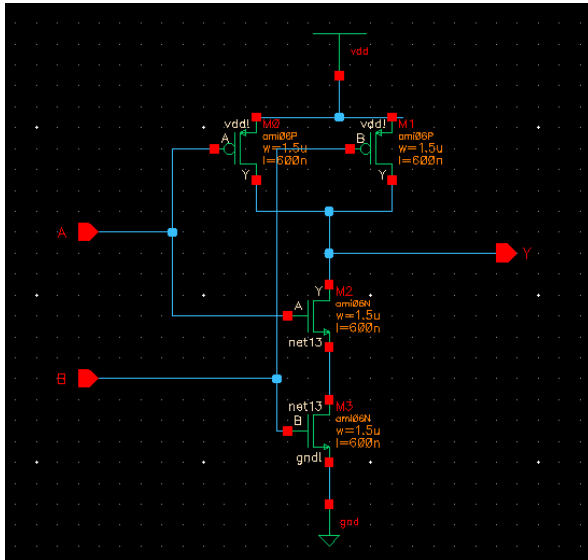 vdd
vdd!
M0
ami06P
w=1.5u
l=600n
A
Y
vdd!
M1
ami06P
w=1.5u
l=600n
B
Y
A
Y
Y
M2
ami06N
w=1.5u
l=600n
A
net13
B
net13
M3
ami06N
w=1.5u
l=600n
B
gnd!
gnd